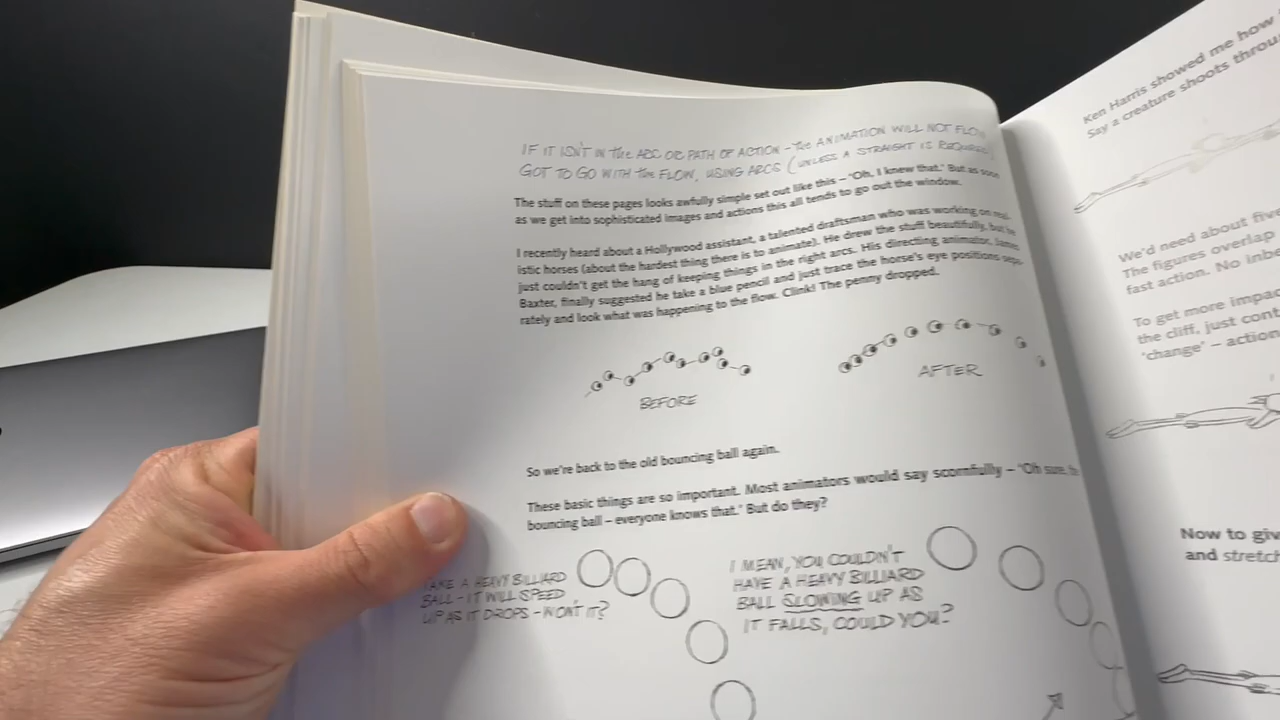 IF IT ISN'T IN the ARC OR PATH OF ACTION - the ANIMATION WILL NOT FLOW
GOT TO GO WITH the FLOW, USING ARCS (UNLESS A STRAIGHT IS REQUIRED)
The stuff on these pages looks awfully simple set out like this – 'Oh, I knew that.' But as soon
as we get into sophisticated images and actions this all tends to go out the window.
I recently heard about a Hollywood assistant, a talented draftsman who was working on real-
istic horses (about the hardest thing there is to animate). He drew the stuff beautifully, but he
just couldn't get the hang of keeping things in the right arcs. His directing animator, James
Baxter, finally suggested he take a blue pencil and just trace the horse's eye positions sepa-
rately and look what was happening to the flow. Clink! The penny dropped.
BEFORE
AFTER
So we're back to the old bouncing ball again.
These basic things are so important. Most animators would say scornfully – 'Oh sure, the
bouncing ball – everyone knows that.' But do they?
TAKE A HEAVY BILLIARD
BALL - IT WILL SPEED
UP AS IT DROPS - WON'T IT?
I MEAN, YOU COULDN'T
HAVE A HEAVY BILLIARD
BALL SLOWING UP AS
IT FALLS, COULD YOU?
Ken Harris showed me how
Say a creature shoots
We'd need about five
The figures overlap
fast action. No
To get more
the cliff, just
'change' – action
Now to
and stretch